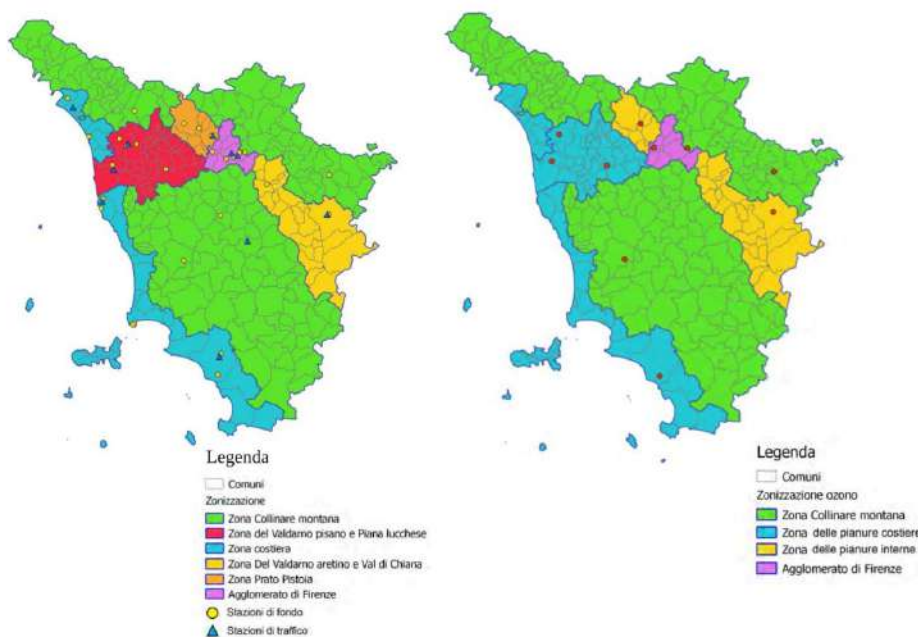 Legenda
Comuni
Zonizzazione
Zona Collinare montana
Zona del Valdarno pisano e Piana lucchese
Zona costiera
Zona Del Valdarno aretino e Val di Chiana
Zona Prato Pistoia
Agglomerato di Firenze
Stazioni di fondo
Stazioni di traffico
Legenda
Comuni
Zonizzazione ozono
Zona Collinare montana
Zona delle pianure costiere
Zona delle pianure interne
Agglomerato di Firenze